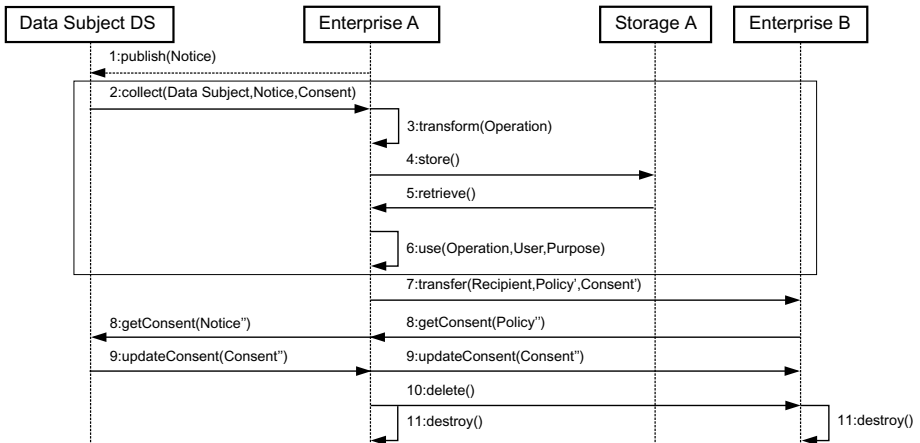 Data Subject DS
Enterprise A
Storage A
Enterprise B
1:publish(Notice)
2:collect(Data Subject,Notice,Consent)
3:transform(Operation)
4:store()
5:retrieve()
6:use(Operation,User,Purpose)
7:transfer(Recipient,Policy',Consent')
8:getConsent(Notice'')
8:getConsent(Policy'')
9:updateConsent(Consent'')
9:updateConsent(Consent'')
10:delete()
11:destroy()
11:destroy()